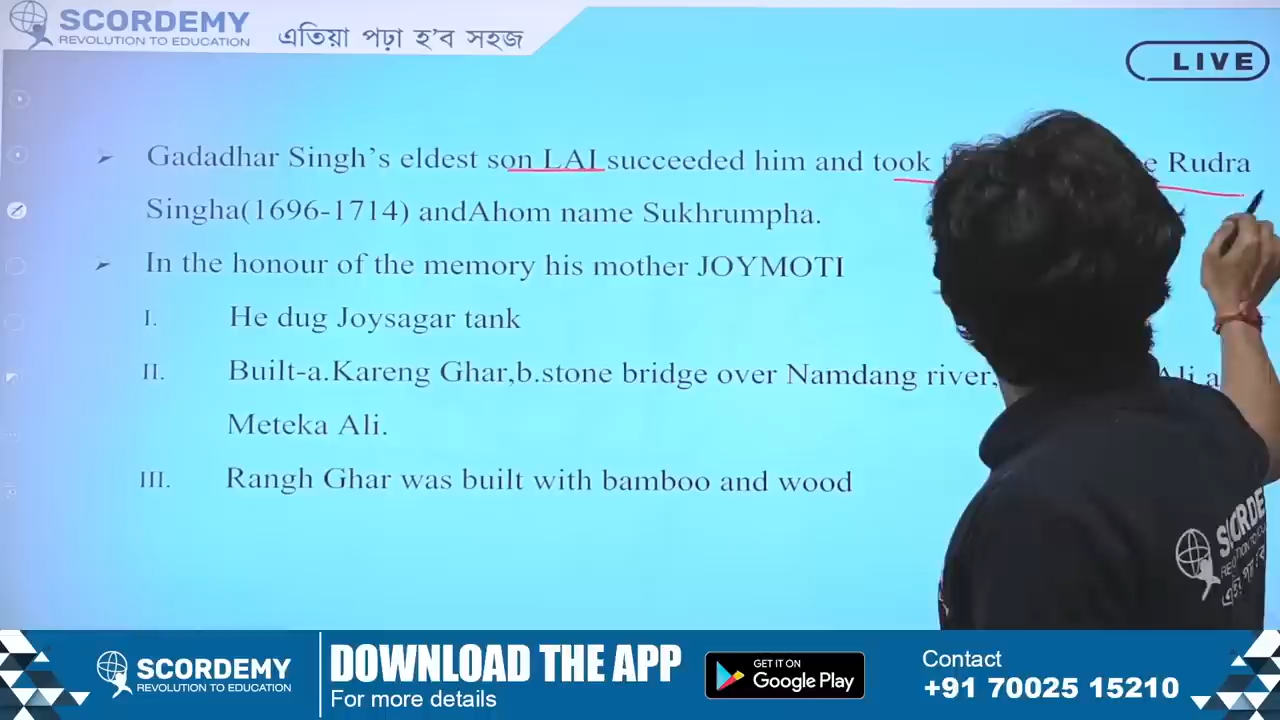 SCORDEMY
REVOLUTION TO EDUCATION
এতিয়া পঢ়া হ'ব সহজ
LIVE
➢ Gadadhar Singh's eldest son LAI succeeded him and took Rudra
Singha(1696-1714) andAhom name Sukhrumpha.
➢ In the honour of the memory his mother JOYMOTI
I. He dug Joysagar tank
II. Built-a.Kareng Ghar,b.stone bridge over Namdang river, Ali
Meteka Ali.
III. Rangh Ghar was built with bamboo and wood
SCORDEMY
REVOLUTION TO EDUCATION
DOWNLOAD THE APP
For more details
GET IT ON
Google Play
Contact
+91 70025 15210